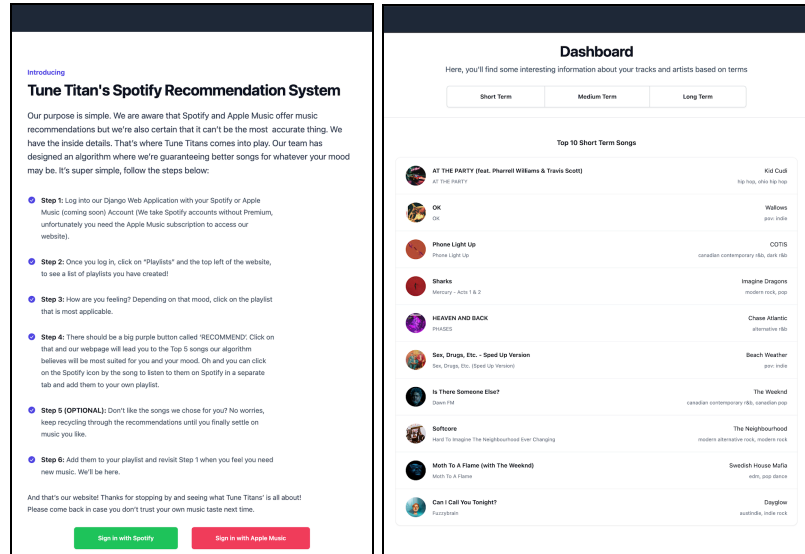 Introducing
Tune Titan's Spotify Recommendation System
Our purpose is simple. We are aware that Spotify and Apple Music offer music
recommendations but we're also certain that it can't be the most accurate thing. We
have the inside details. That's where Tune Titans comes into play. Our team has
designed an algorithm where we're guaranteeing better songs for whatever your mood
may be. It's super simple, follow the steps below:
Step 1: Log into our Django Web Application with your Spotify or Apple
Music (coming soon) Account (We take Spotify accounts without Premium,
unfortunately you need the Apple Music subscription to access our
website).
Step 2: Once you log in, click on "Playlists" and the top left of the website,
to see a list of playlists you have created!
Step 3: How are you feeling? Depending on that mood, click on the playlist
that is most applicable.
Step 4: There should be a big purple button called 'RECOMMEND'. Click on
that and our webpage will lead you to the Top 5 songs our algorithm
believes will be most suited for you and your mood. Oh and you can click
on the Spotify icon by the song to listen to them on Spotify in a separate
tab and add them to your own playlist.
Step 5 (OPTIONAL): Don't like the songs we chose for you? No worries,
keep recycling through the recommendations until you finally settle on
music you like.
Step 6: Add them to your playlist and revisit Step 1 when you feel you need
new music. We'll be here.
And that's our website! Thanks for stopping by and seeing what Tune Titans' is all about!
Please come back in case you don't trust your own music taste next time.
Sign in with Spotify
Sign in with Apple Music
Dashboard
Here, you'll find some interesting information about your tracks and artists based on terms
Short Term
Medium Term
Long Term
Top 10 Short Term Songs
AT THE PARTY (feat. Pharrell Williams & Travis Scott)
Kid Cudi
AT THE PARTY
hip hop, ohio hip hop
OK
Wallows
OK
pov: indie
Phone Light Up
COTIS
Phone Light Up
canadian contemporary r&b, dark r&b
Sharks
Imagine Dragons
Mercury - Acts 1 & 2
modern rock, pop
HEAVEN AND BACK
Chase Atlantic
PHASES
alternative r&b
Sex, Drugs, Etc. - Sped Up Version
Beach Weather
Sex, Drugs, Etc. (Sped Up Version)
pov: indie
Is There Someone Else?
The Weeknd
Dawn FM
canadian contemporary r&b, canadian pop
Softcore
The Neighbourhood
Hard To Imagine The Neighbourhood Ever Changing
modern alternative rock, modern rock
Moth To A Flame (with The Weeknd)
Swedish House Mafia
Moth To A Flame
edm, pop dance
Can I Call You Tonight?
Dayglow
Fuzzybrain
austindie, indie rock